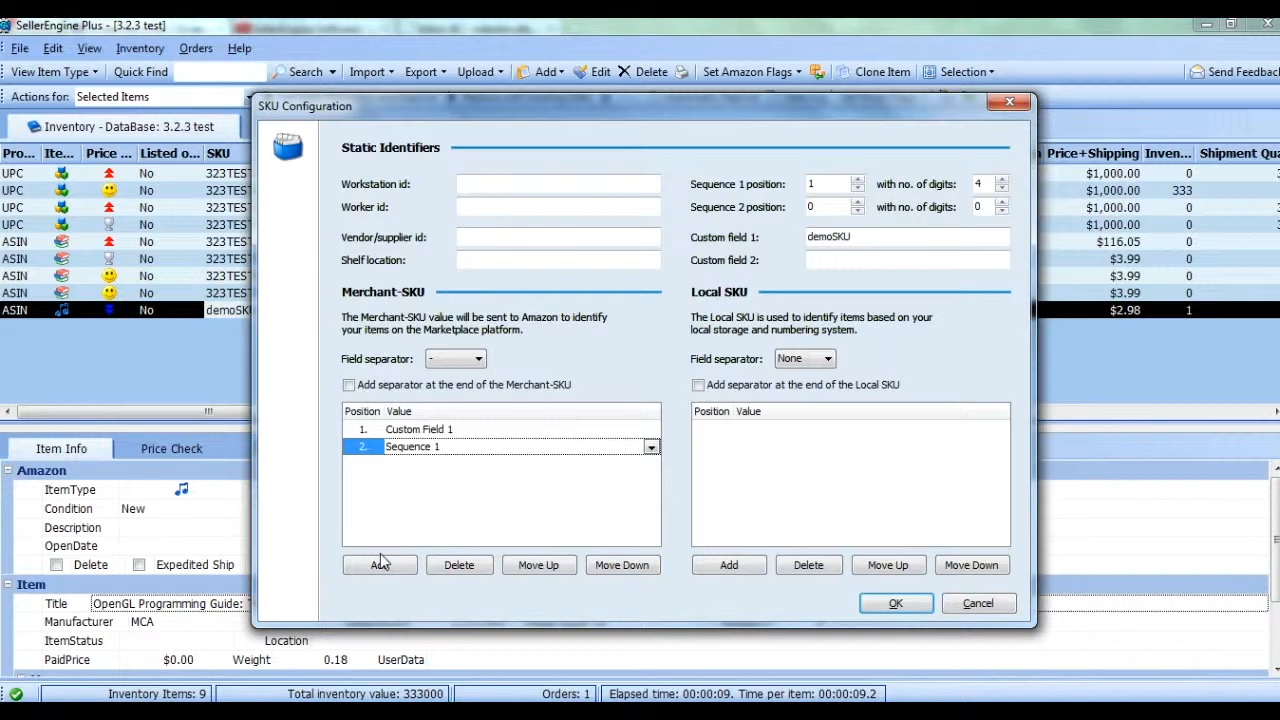 SellerEngine Plus - [3.2.3 test]
File Edit View Inventory Orders Help
View Item Type Quick Find Search Import Export Upload Add Edit Delete Set Amazon Flags Clone Item Selection Send Feedbac
Actions for: Selected Items
SKU Configuration
Inventory - DataBase: 3.2.3 test
Pro... Ite... Price ... Listed o... SKU Price+Shipping Inven... Shipment Qua
UPC No 323TEST $1,000.00 0
UPC No 323TEST $1,000.00 333
UPC No 323TEST $1,000.00 0
UPC No 323TEST $1,000.00 0
ASIN No 323TEST $116.05 0
ASIN No 323TEST $3.99 0
ASIN No 323TEST $3.99 0
ASIN No 323TEST $3.99 0
ASIN No demoSKU $2.98 1
Static Identifiers
Workstation id: Sequence 1 position: 1 with no. of digits: 4
Worker id: Sequence 2 position: 0 with no. of digits: 0
Vendor/supplier id: Custom field 1: demoSKU
Shelf location: Custom field 2:
Merchant-SKU
The Merchant-SKU value will be sent to Amazon to identify
your items on the Marketplace platform.
Field separator: -
Add separator at the end of the Merchant-SKU
Position Value
1. Custom Field 1
2. Sequence 1
Add Delete Move Up Move Down
Local SKU
The Local SKU is used to identify items based on your
local storage and numbering system.
Field separator: None
Add separator at the end of the Local SKU
Position Value
Add Delete Move Up Move Down
OK Cancel
Item Info Price Check
Amazon
ItemType
Condition New
Description
OpenDate
Delete Expedited Ship
Item
Title OpenGL Programming Guide:
Manufacturer MCA
ItemStatus Location
PaidPrice $0.00 Weight 0.18 UserData
Inventory Items: 9 Total inventory value: 333000 Orders: 1 Elapsed time: 00:00:09. Time per item: 00:00:09.2